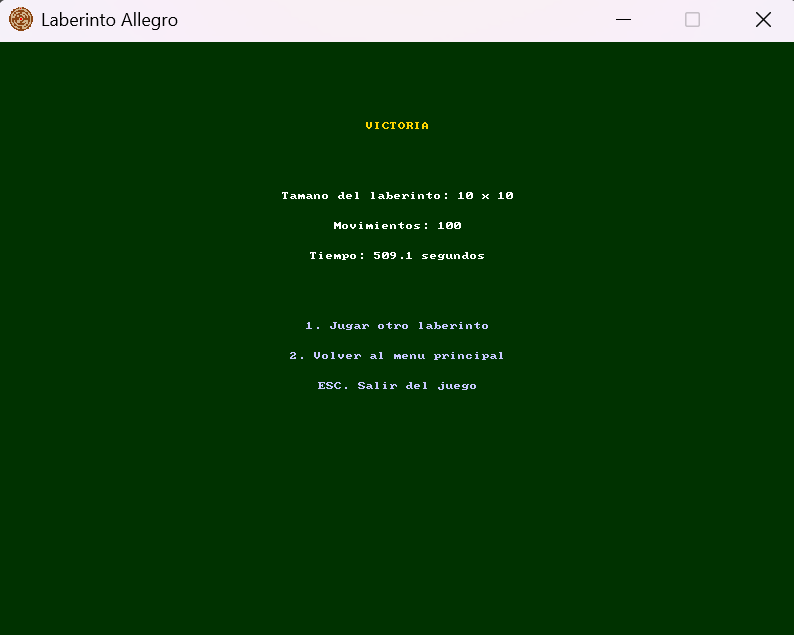 Laberinto Allegro
VICTORIA
Tamano del laberinto: 10 x 10
Movimientos: 100
Tiempo: 509.1 segundos
1. Jugar otro laberinto
2. Volver al menu principal
ESC. Salir del juego